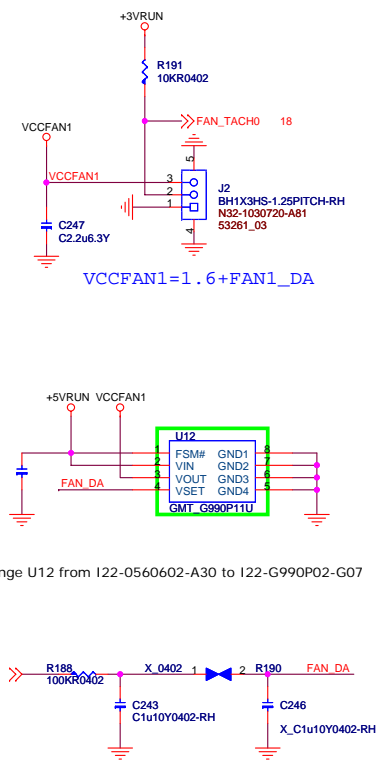 +3VRUN
R191
10KR0402
FAN_TACH0 18
VCCFAN1
VCCFAN1
5
3
2
1
4
J2
BH1X3HS-1.25PITCH-RH
N32-1030720-A81
53261_03
C247
C2.2u6.3Y
VCCFAN1=1.6+FAN1_DA
+5VRUN VCCFAN1
U12
1 FSM# GND1 8
2 VIN GND2 7
3 VOUT GND3 6
4 VSET GND4 5
FAN_DA
GMT_G990P11U
nge U12 from I22-0560602-A30 to I22-G990P02-G07
R188 X_0402 1 2 R190 FAN_DA
100KR0402
C243
C1u10Y0402-RH
C246
X_C1u10Y0402-RH